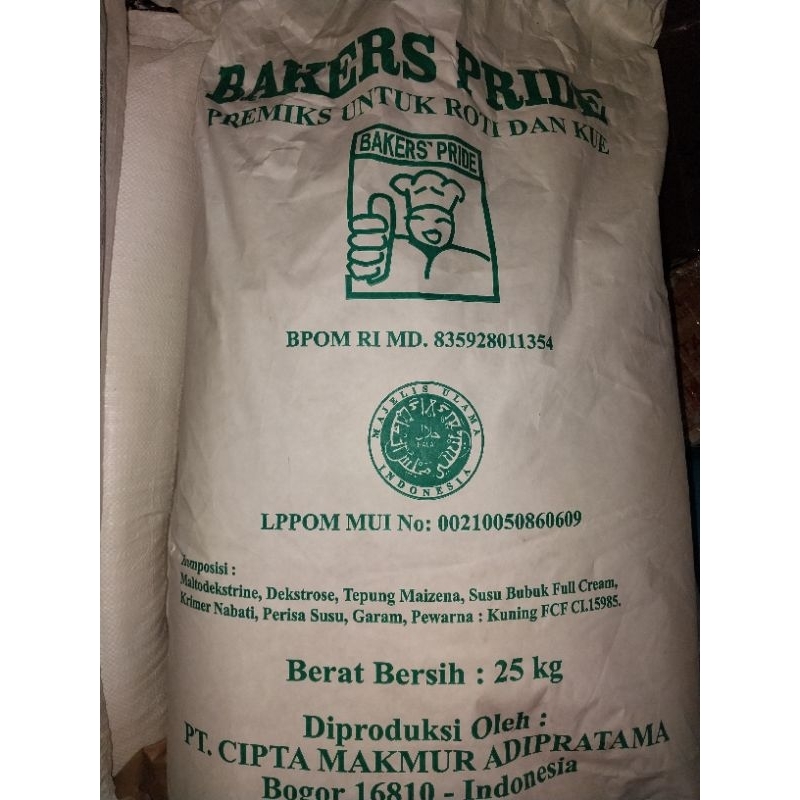 BAKERS PRIDE
PREMIKS UNTUK ROTI DAN KUE
BAKERS' PRIDE
BPOM RI MD. 835928011354
MAJELIS ULAMA
حلال
HALAL
INDONESIA
LPPOM MUI No: 00210050860609
Komposisi :
Maltodekstrine, Dekstrose, Tepung Maizena, Susu Bubuk Full Cream,
Krimer Nabati, Perisa Susu, Garam, Pewarna : Kuning FCF CI.15985.
Berat Bersih : 25 kg
Diproduksi Oleh :
PT. CIPTA MAKMUR ADIPRATAMA
Bogor 16810 - Indonesia